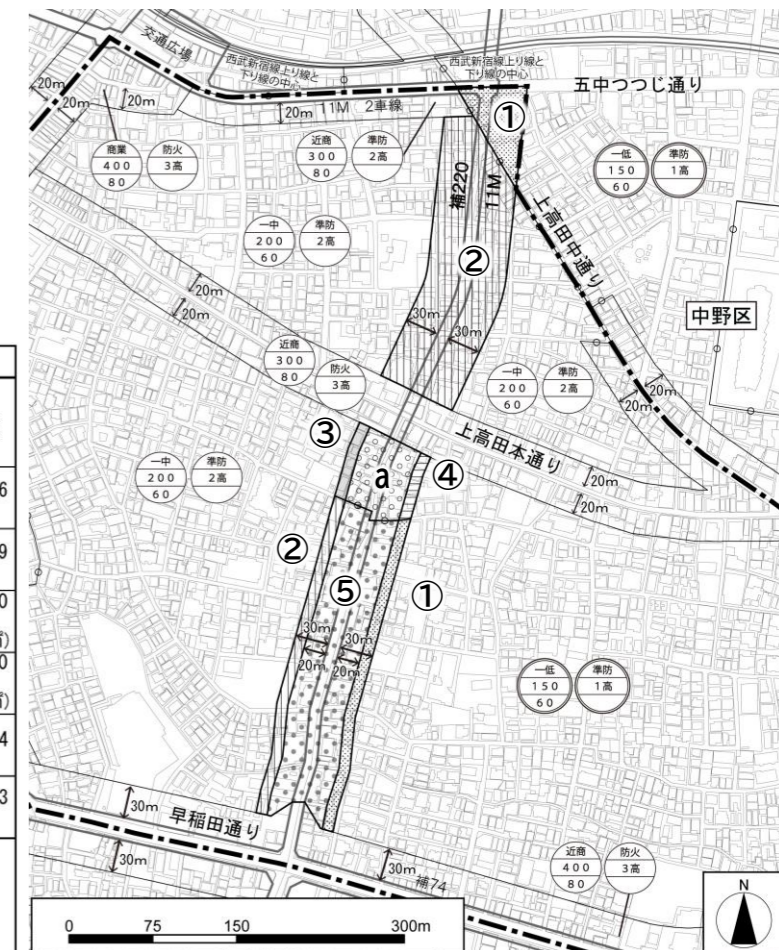 交通広場
西武新宿線上り線と
下り線の中心
西武新宿線上り線と
下り線の中心
五中つつじ通り
20m
20m
20m
20m
11M 2車線
①
商業
400
80
防火
3高
近商
300
80
準防
2高
補220
11M
一低
150
60
準防
1高
上高田中通り
一中
200
60
準防
2高
②
20m
20m
30m
30m
中野区
近商
300
80
防火
3高
一中
200
60
準防
2高
20m
20m
上高田本通り
③
a
④
20m
20m
一中
200
60
準防
2高
6
9
0
0
4
3
②
⑤
①
30m
30m
20m
20m
一低
150
60
準防
1高
30m
早稲田通り
30m
30m
補74
近商
400
80
防火
3高
N
0 75 150 300m